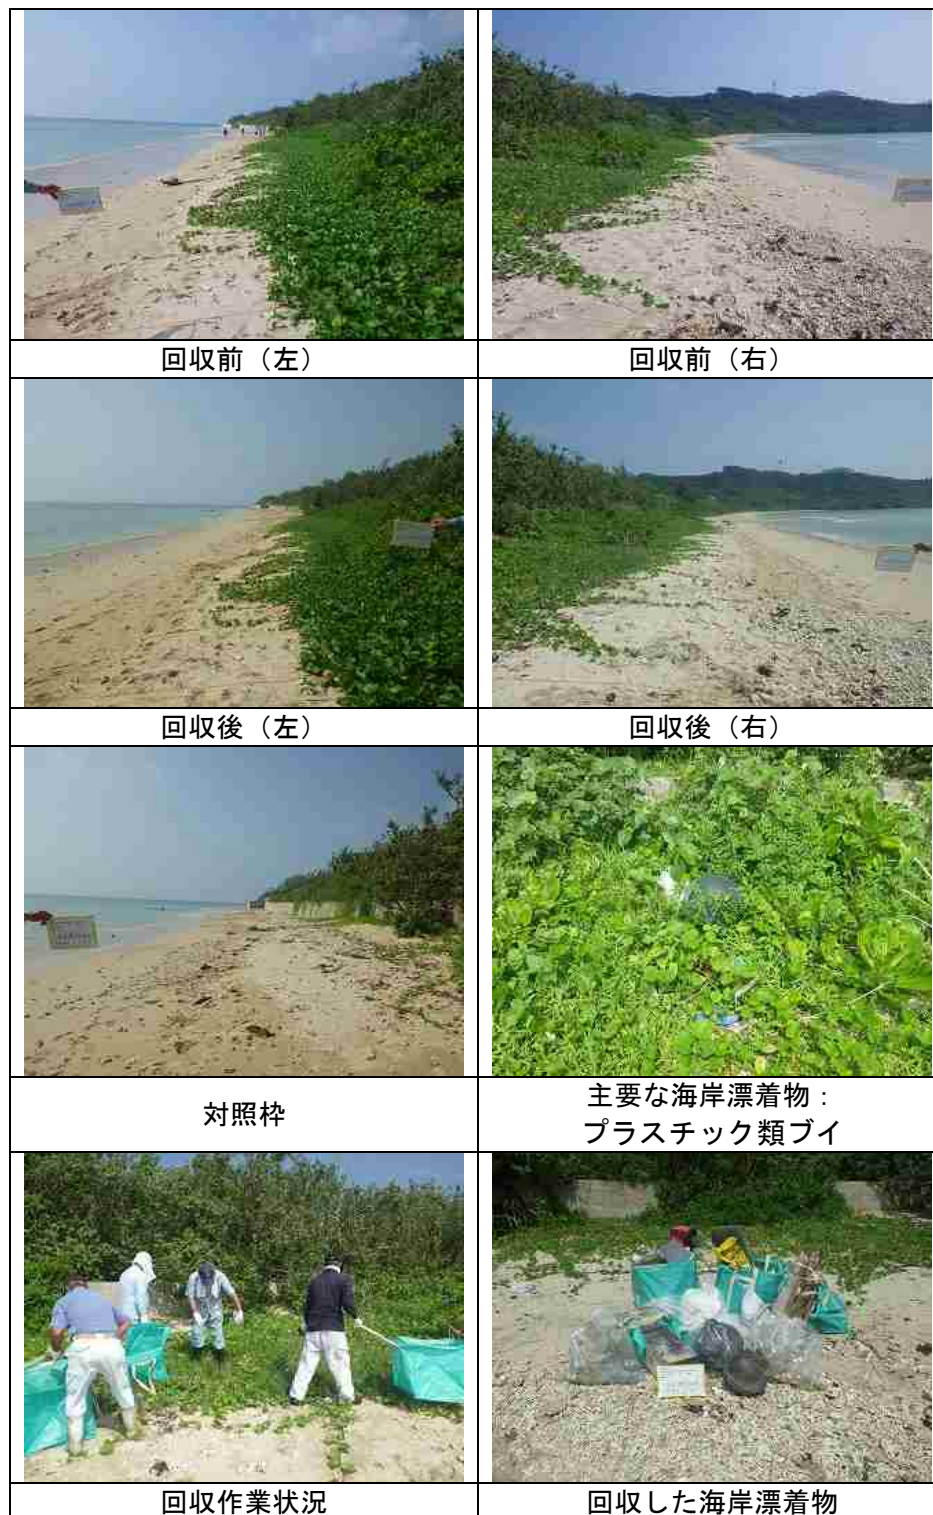 回収前（左）
回収前（右）
回収後（左）
回収後（右）
対照枠
主要な海岸漂着物：
プラスチック類ブイ
回収作業状況
回収した海岸漂着物